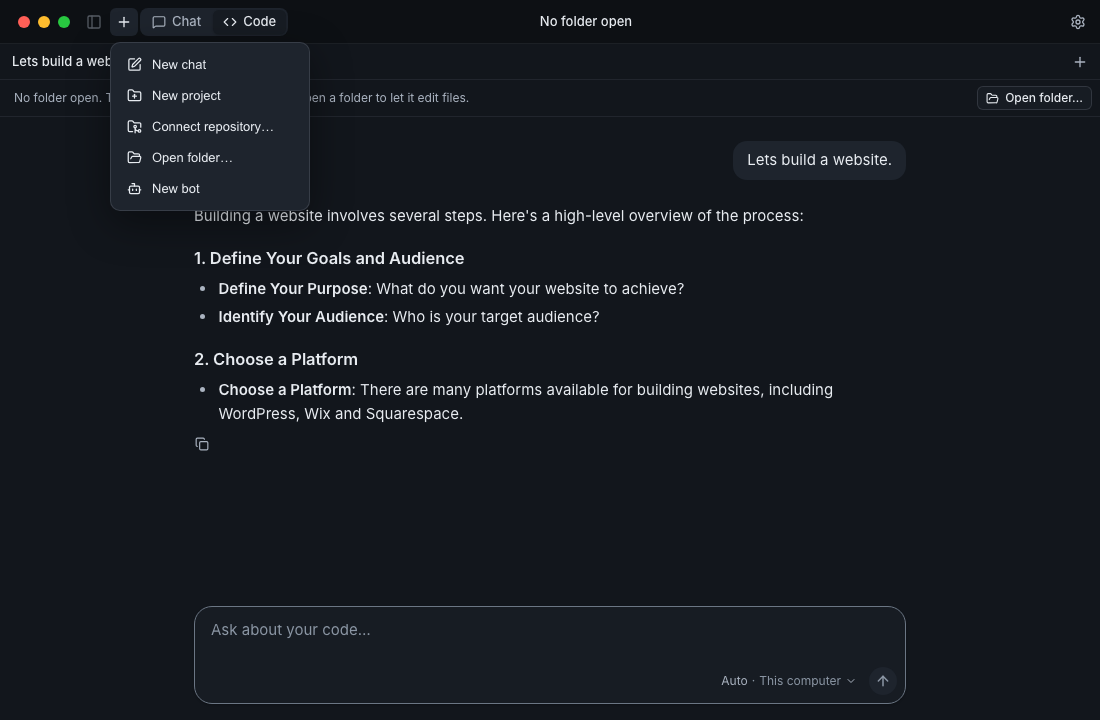 Chat
Code
No folder open
Lets build a web
New chat
New project
Connect repository...
Open folder...
New bot
No folder open.
a folder to let it edit files.
Open folder...
Lets build a website.
Building a website involves several steps. Here's a high-level overview of the process:
1. Define Your Goals and Audience
Define Your Purpose: What do you want your website to achieve?
Identify Your Audience: Who is your target audience?
2. Choose a Platform
Choose a Platform: There are many platforms available for building websites, including
WordPress, Wix and Squarespace.
Ask about your code...
Auto · This computer